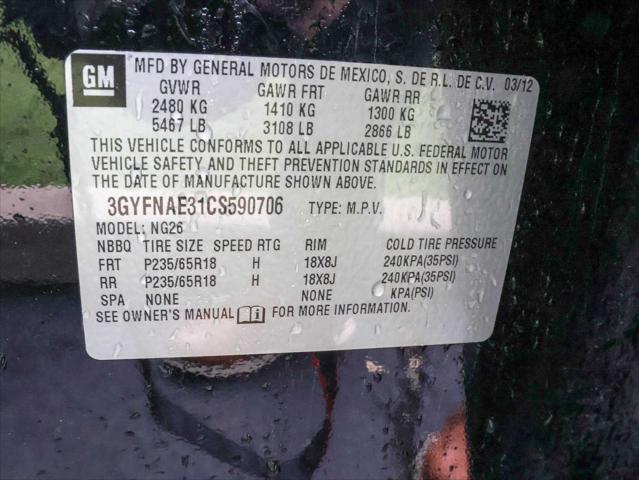 GM
MFD BY GENERAL MOTORS DE MEXICO, S. DE R.L. DE C.V. 03/12
GVWR GAWR FRT GAWR RR
2480 KG 1410 KG 1300 KG
5467 LB 3108 LB 2866 LB
THIS VEHICLE CONFORMS TO ALL APPLICABLE U.S. FEDERAL MOTOR
VEHICLE SAFETY AND THEFT PREVENTION STANDARDS IN EFFECT ON
THE DATE OF MANUFACTURE SHOWN ABOVE.
3GYFNAE31CS590706 TYPE: M.P.V.
MODEL: NG26
NBBQ TIRE SIZE SPEED RTG RIM COLD TIRE PRESSURE
FRT P235/65R18 H 18X8J 240KPA(35PSI)
RR P235/65R18 H 18X8J 240KPA(35PSI)
SPA NONE NONE KPA(PSI)
SEE OWNER'S MANUAL FOR MORE INFORMATION.